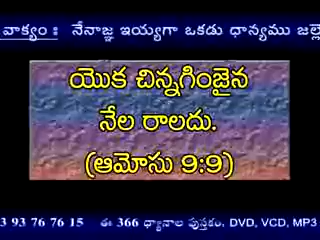 వాక్యం : నేనాజ్ఞ ఇయ్యగా ఒకడు ధాన్యము జల్లె
యొక చిన్నగింజైన
నేల రాలదు.
(ఆమోసు 9:9)
3 93 76 76 15 ఈ 366 ధ్యానాల పుస్తకం, DVD, VCD, MP3